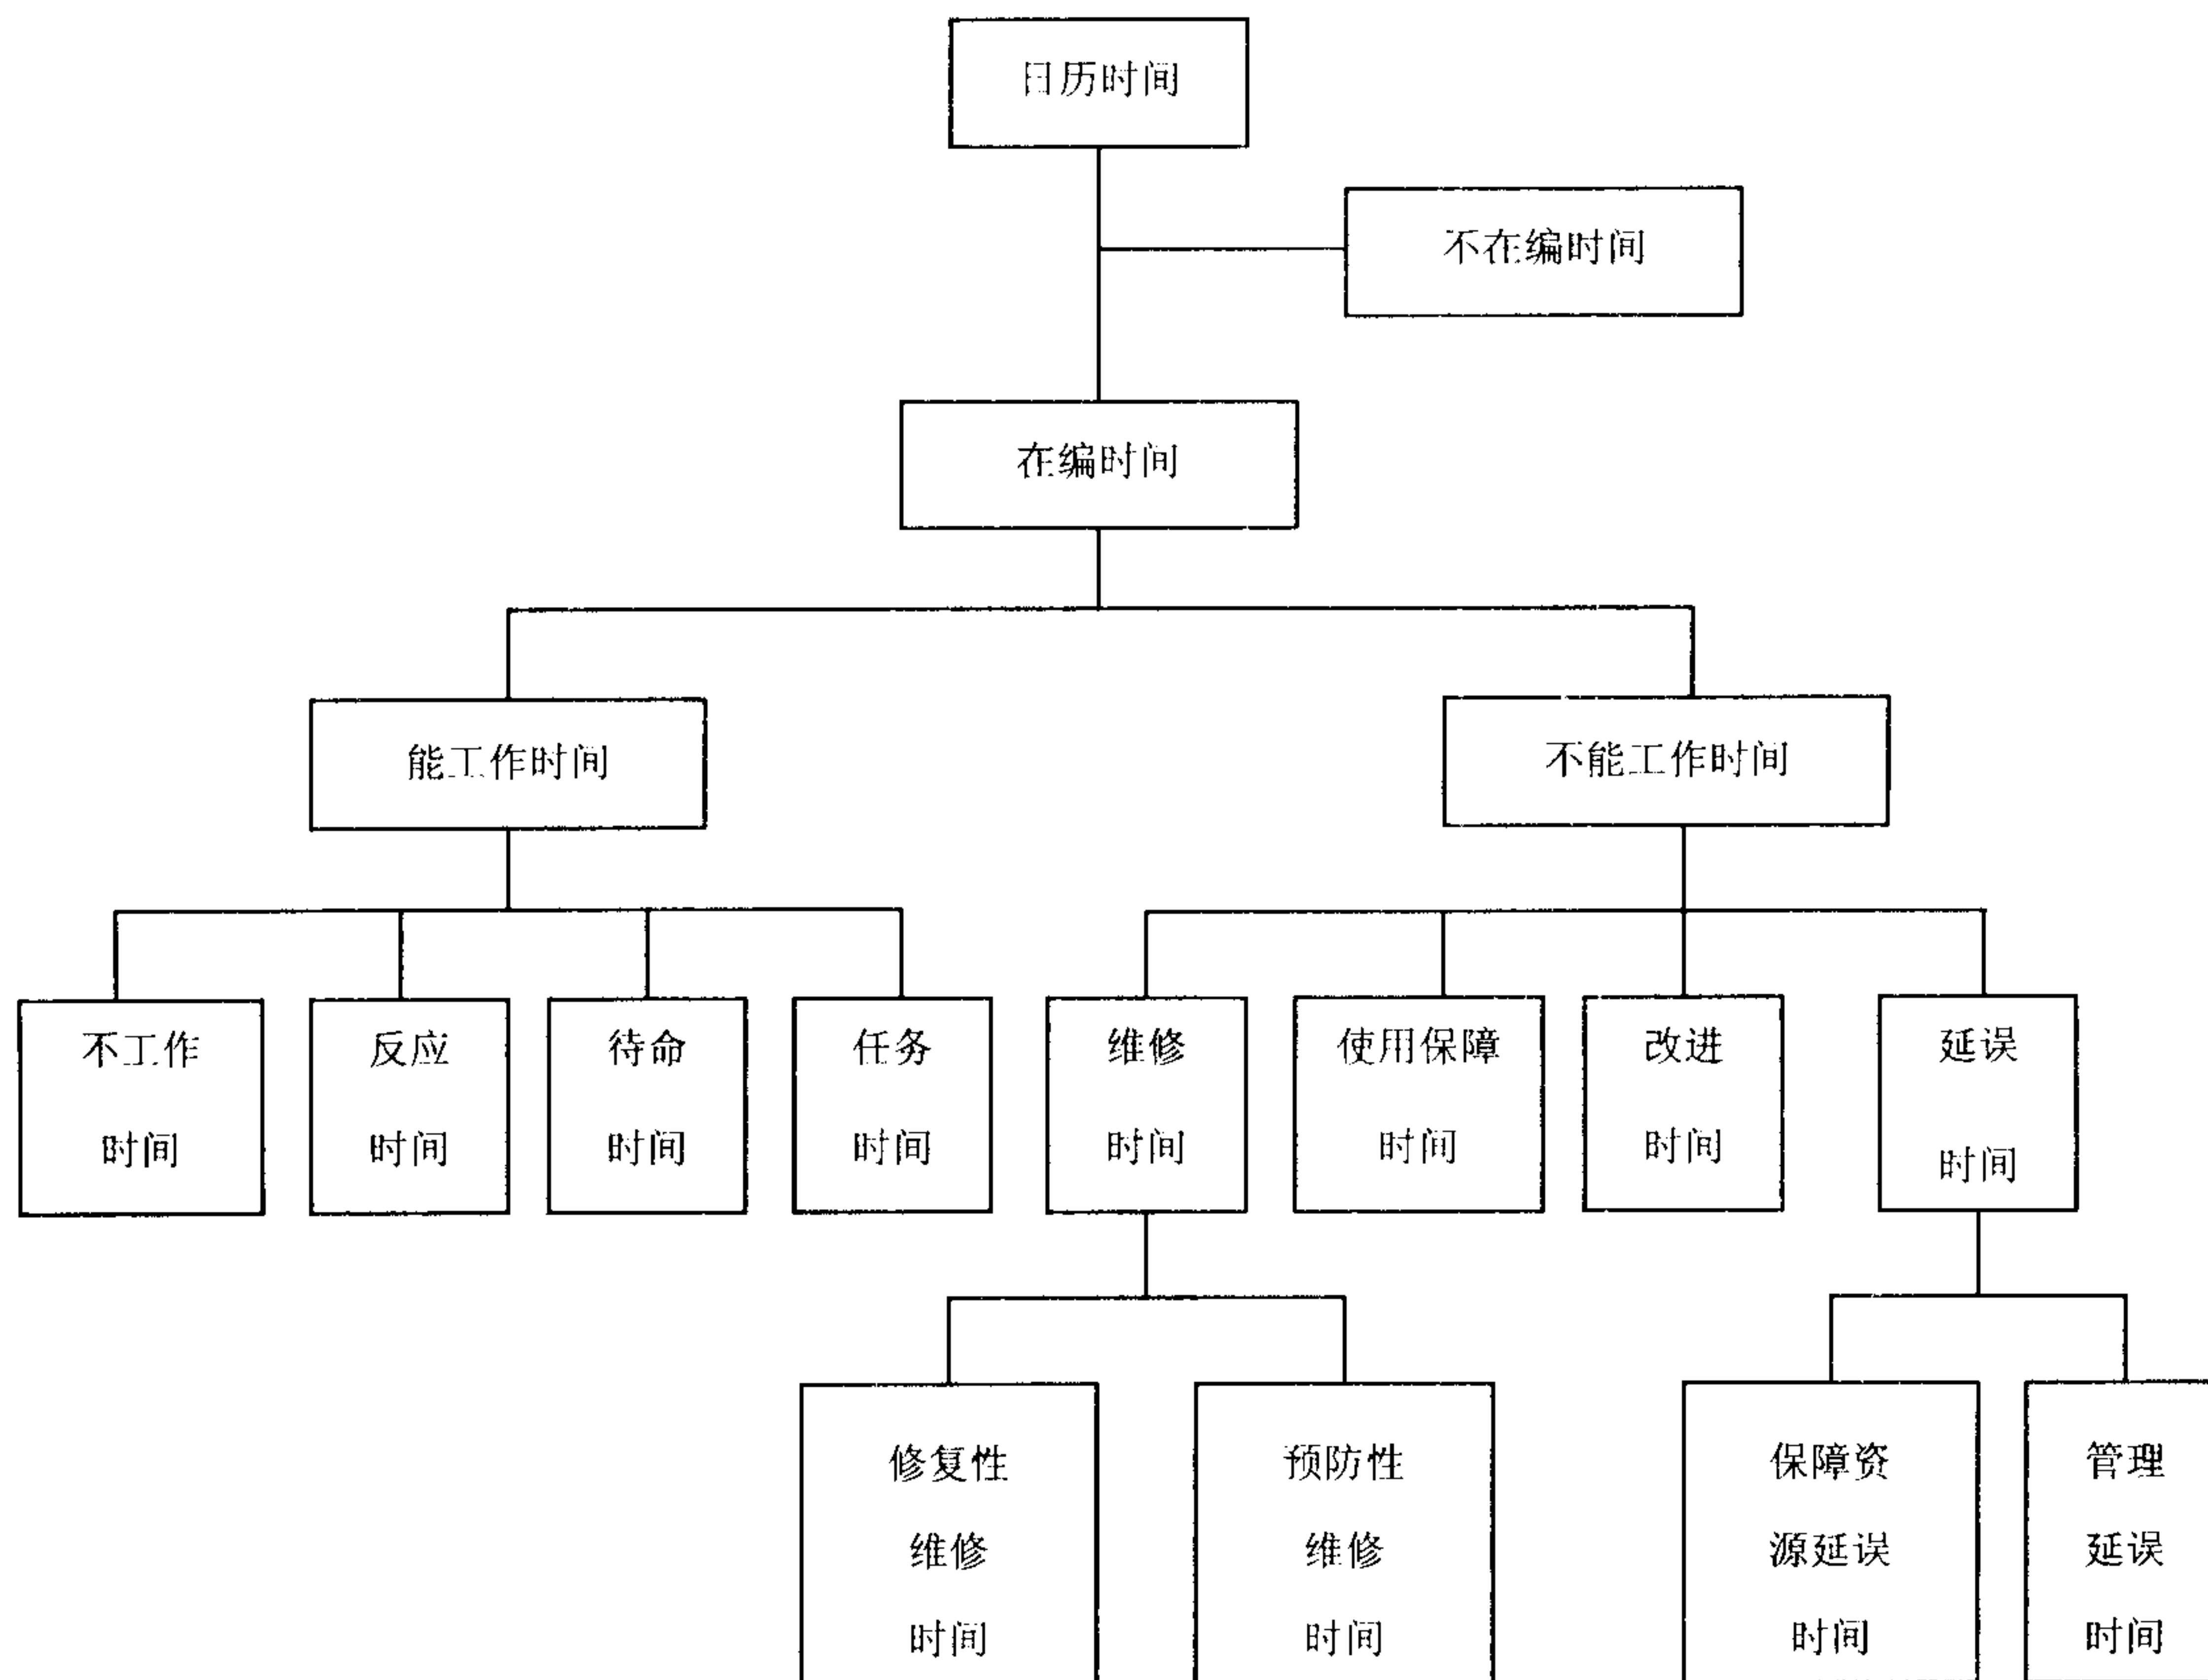 日历时间
不在编时间
在编时间
能工作时间
不能工作时间
不工作
时间
反应
时间
待命
时间
任务
时间
维修
时间
使用保障
时间
改进
时间
延误
时间
修复性
维修
时间
预防性
维修
时间
保障资
源延误
时间
管理
延误
时间